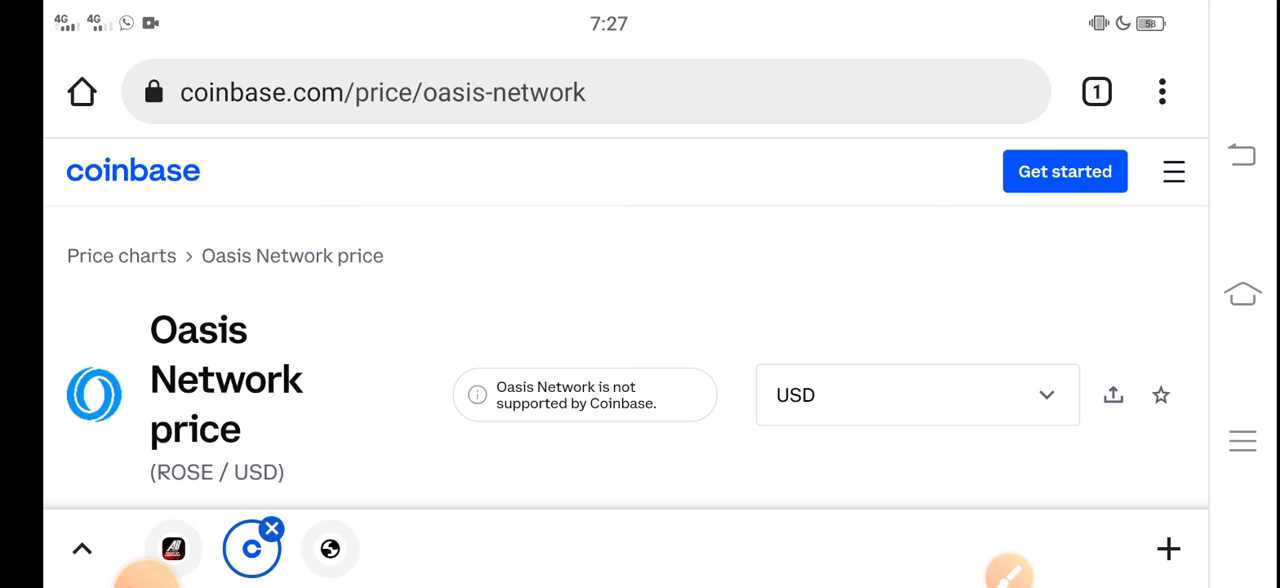 4G 4G 7:27 58
coinbase.com/price/oasis-network 1
coinbase Get started
Price charts > Oasis Network price
Oasis
Network
price
(ROSE / USD)
Oasis Network is not
supported by Coinbase.
USD